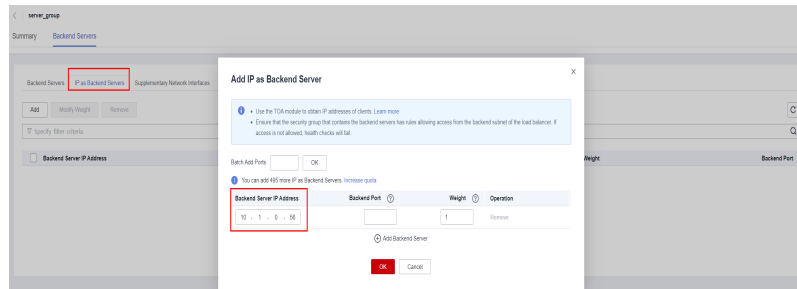 server_group
Summary Backend Servers
Backend Servers IP as Backend Servers Supplementary Network Interfaces
Add Modify Weight Remove
Specify filter criteria.
Backend Server IP Address Weight Backend Port
Add IP as Backend Server X
Use the TOA module to obtain IP addresses of clients. Learn more
Ensure that the security group that contains the backend servers has rules allowing access from the backend subnet of the load balancer. If
access is not allowed, health checks will fail.
Batch Add Ports OK
You can add 495 more IP as Backend Servers. Increase quota
Backend Server IP Address Backend Port Weight Operation
10 . 1 . 0 . 56 1 Remove
Add Backend Server
OK Cancel